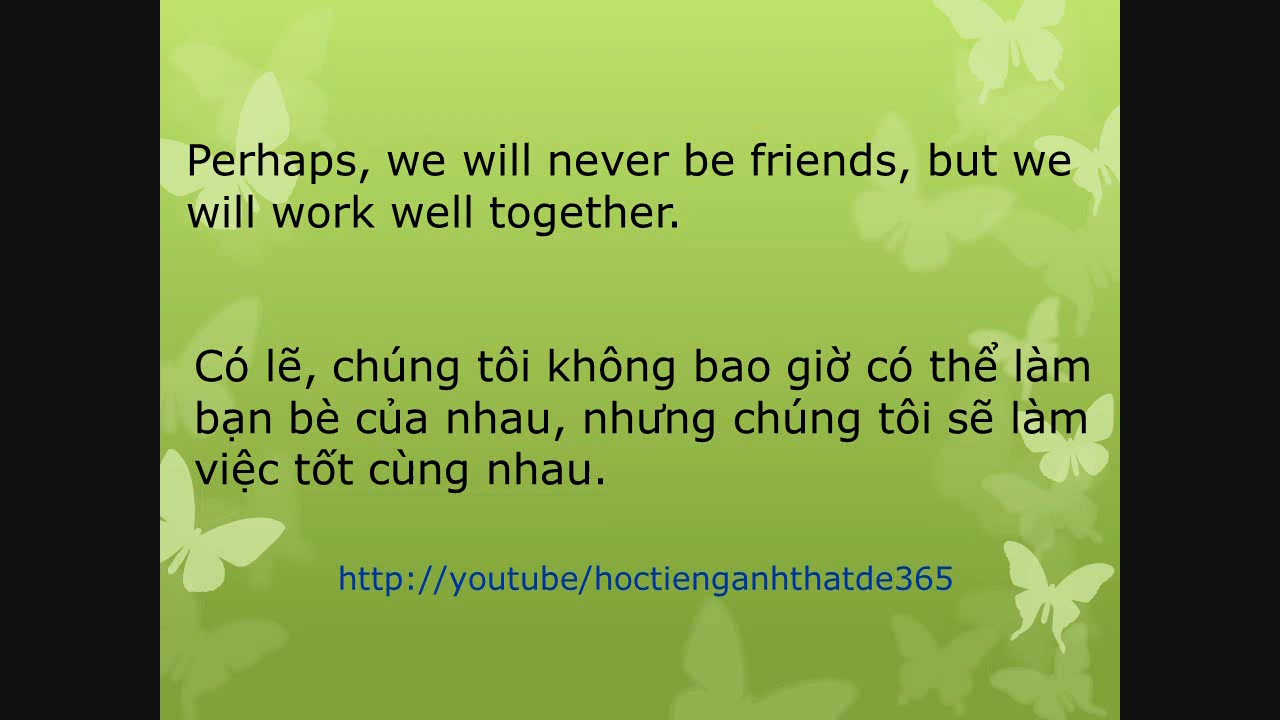 Perhaps, we will never be friends, but we
will work well together.
Có lẽ, chúng tôi không bao giờ có thể làm
bạn bè của nhau, nhưng chúng tôi sẽ làm
việc tốt cùng nhau.
http://youtube/hoctienganhthatde365